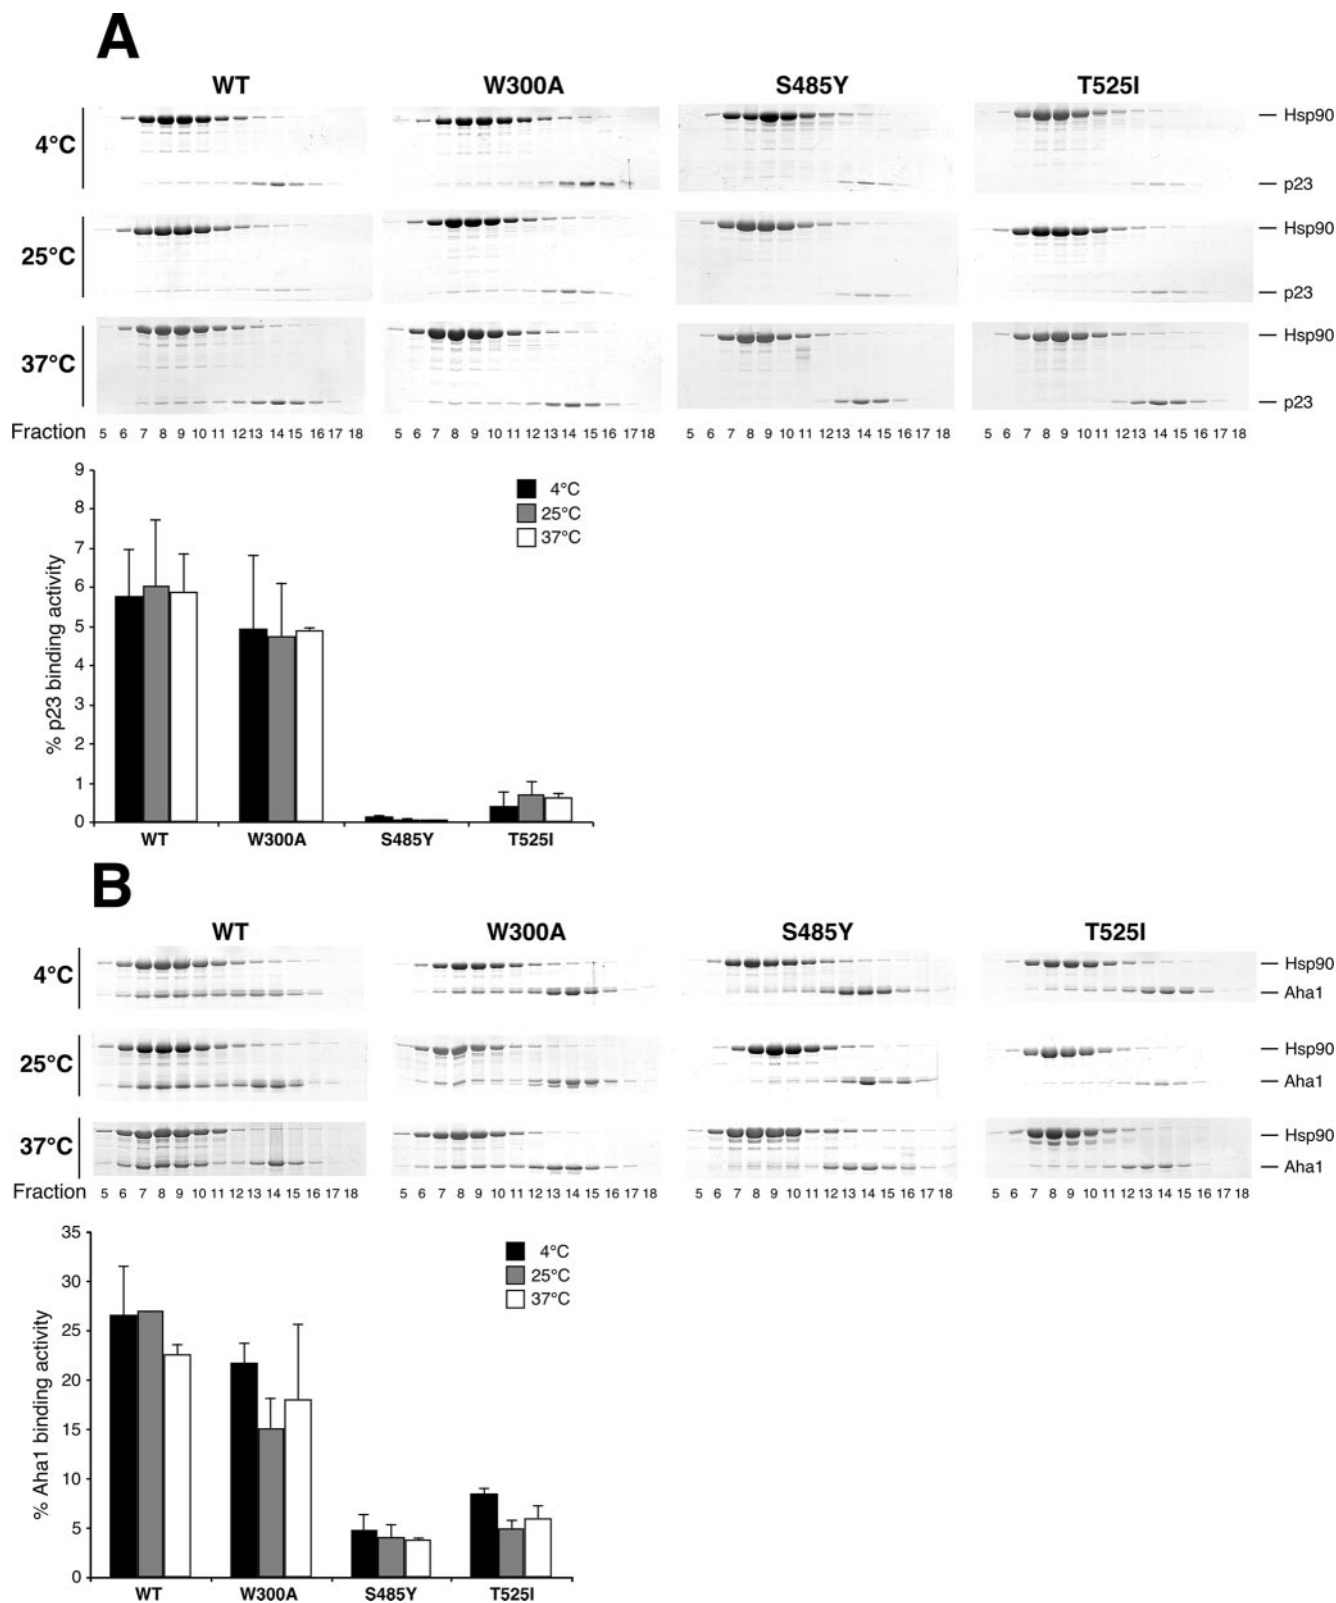 A
WT W300A S485Y T525I
4°C
Hsp90
p23
25°C
Hsp90
p23
37°C
Hsp90
p23
Fraction 5 6 7 8 9 10 11 12 13 14 15 16 17 18 5 6 7 8 9 10 11 12 13 14 15 16 17 18 5 6 7 8 9 10 11 12 13 14 15 16 17 18 5 6 7 8 9 10 11 12 13 14 15 16 17 18
% p23 binding activity
9
8
7
6
5
4
3
2
1
0
4°C
25°C
37°C
WT W300A S485Y T525I
B
WT W300A S485Y T525I
4°C
Hsp90
Aha1
25°C
Hsp90
Aha1
37°C
Hsp90
Aha1
Fraction 5 6 7 8 9 10 11 12 13 14 15 16 17 18 5 6 7 8 9 10 11 12 13 14 15 16 17 18 5 6 7 8 9 10 11 12 13 14 15 16 17 18 5 6 7 8 9 10 11 12 13 14 15 16 17 18
% Aha1 binding activity
35
30
25
20
15
10
5
0
4°C
25°C
37°C
WT W300A S485Y T525I